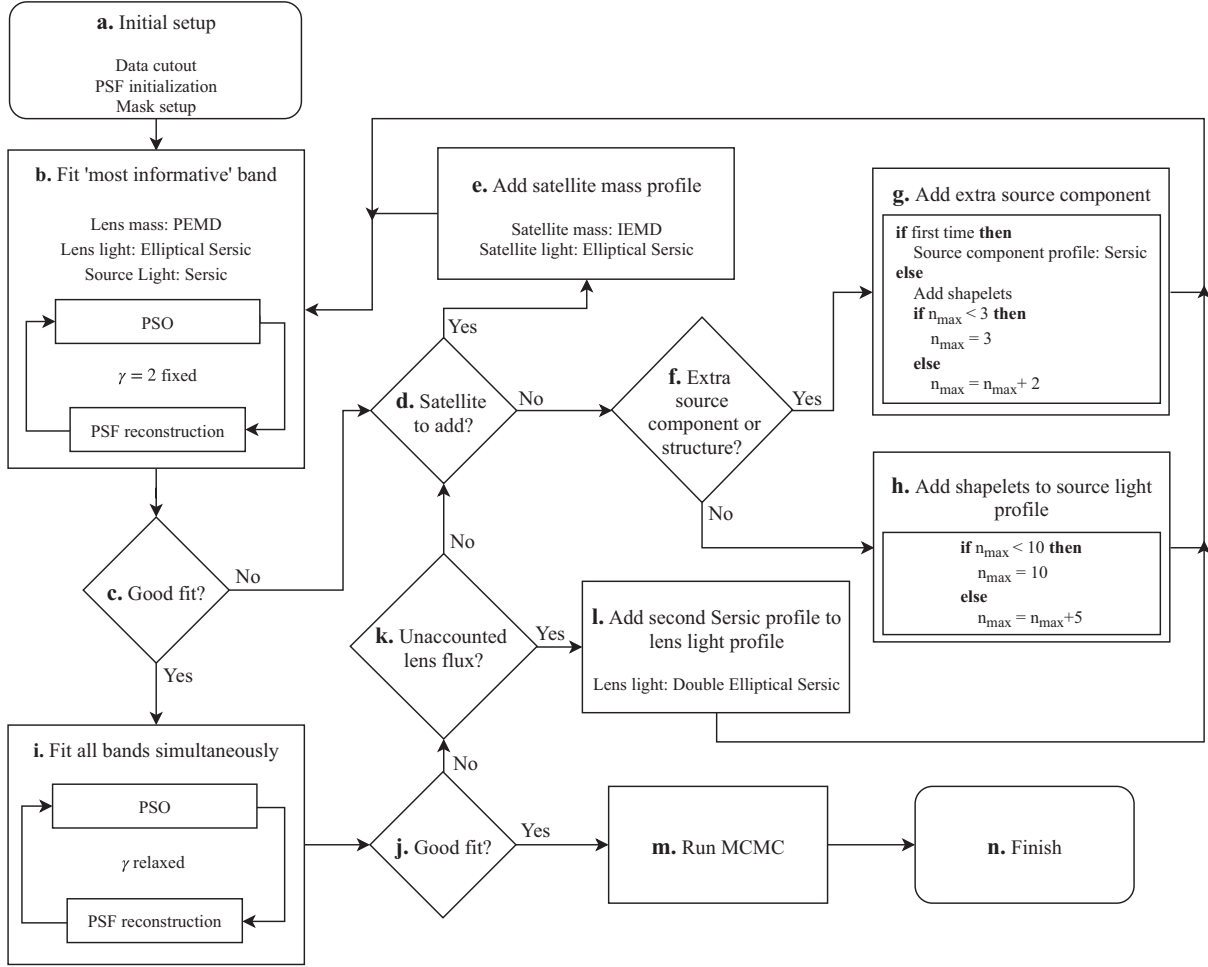 a. Initial setup
Data cutout
PSF initialization
Mask setup
b. Fit 'most informative' band
Lens mass: PEMD
Lens light: Elliptical Sersic
Source Light: Sersic
PSO
γ = 2 fixed
PSF reconstruction
c. Good fit?
No
Yes
d. Satellite
to add?
Yes
No
e. Add satellite mass profile
Satellite mass: IEMD
Satellite light: Elliptical Sersic
f. Extra
source
component or
structure?
Yes
No
g. Add extra source component
if first time then
Source component profile: Sersic
else
Add shapelets
if n_max < 3 then
n_max = 3
else
n_max = n_max + 2
h. Add shapelets to source light
profile
if n_max < 10 then
n_max = 10
else
n_max = n_max+5
i. Fit all bands simultaneously
PSO
γ relaxed
PSF reconstruction
j. Good fit?
No
Yes
k. Unaccounted
lens flux?
No
Yes
l. Add second Sersic profile to
lens light profile
Lens light: Double Elliptical Sersic
m. Run MCMC
n. Finish